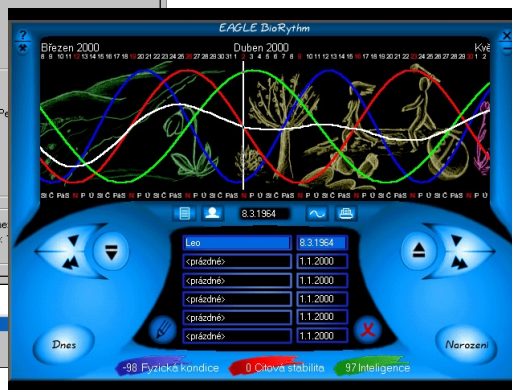 EAGLE BioRythm
?
X
Březen 2000
Duben 2000
Kvě
8 9 10 11 12 13 14 15 16 17 18 19 20 21 22 23 24 25 26 27 28 29 30 31 1 2 3 4 5 6 7 8 9 10 11 12 13 14 15 16 17 18 19 20 21 22 23 24 25 26 27 28 29 30 1 2
8.3.1964
Leo 8.3.1964
<prázdné> 1.1.2000
<prázdné> 1.1.2000
<prázdné> 1.1.2000
<prázdné> 1.1.2000
<prázdné> 1.1.2000
Dnes
Narození
-98 Fyzická kondice
0 Citová stabilita
97 Inteligence